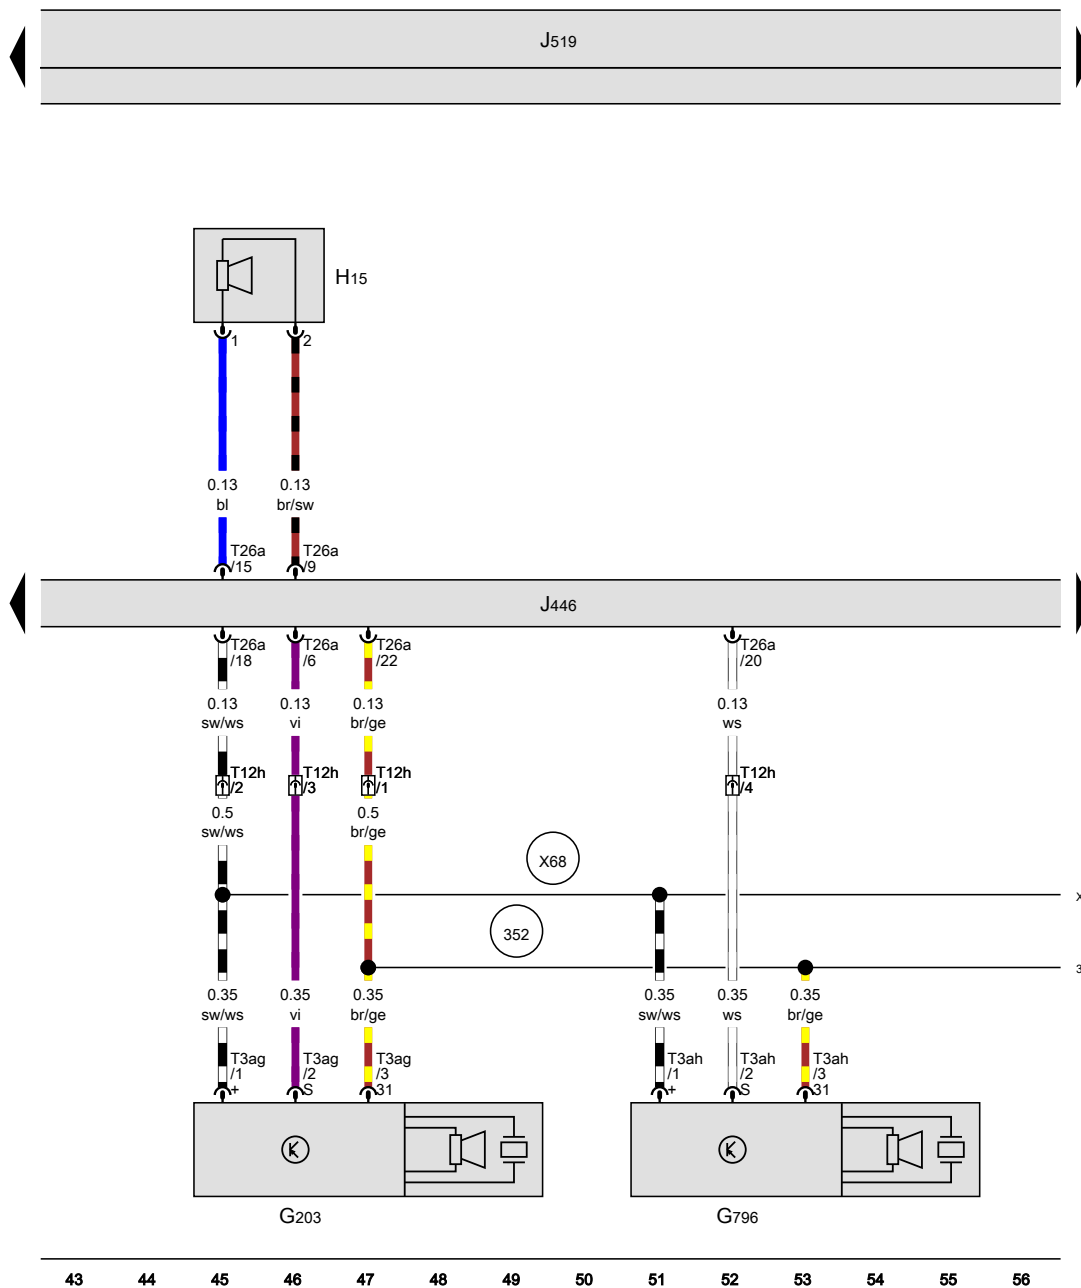 J519
H15
1 2
0.13 0.13
bl br/sw
T26a T26a
/15 /9
J446
T26a T26a T26a T26a
/18 /6 /22 /20
0.13 0.13 0.13 0.13
sw/ws vi br/ge ws
T12h T12h T12h T12h
/2 /3 /1 /4
0.5 0.5
sw/ws br/ge
X68
X
352
3
0.35 0.35 0.35 0.35 0.35 0.35
sw/ws vi br/ge sw/ws ws br/ge
T3ag T3ag T3ag T3ah T3ah T3ah
/1 /2 /3 /1 /2 /3
+ S 31 + S 31
G203 G796
43 44 45 46 47 48 49 50 51 52 53 54 55 56